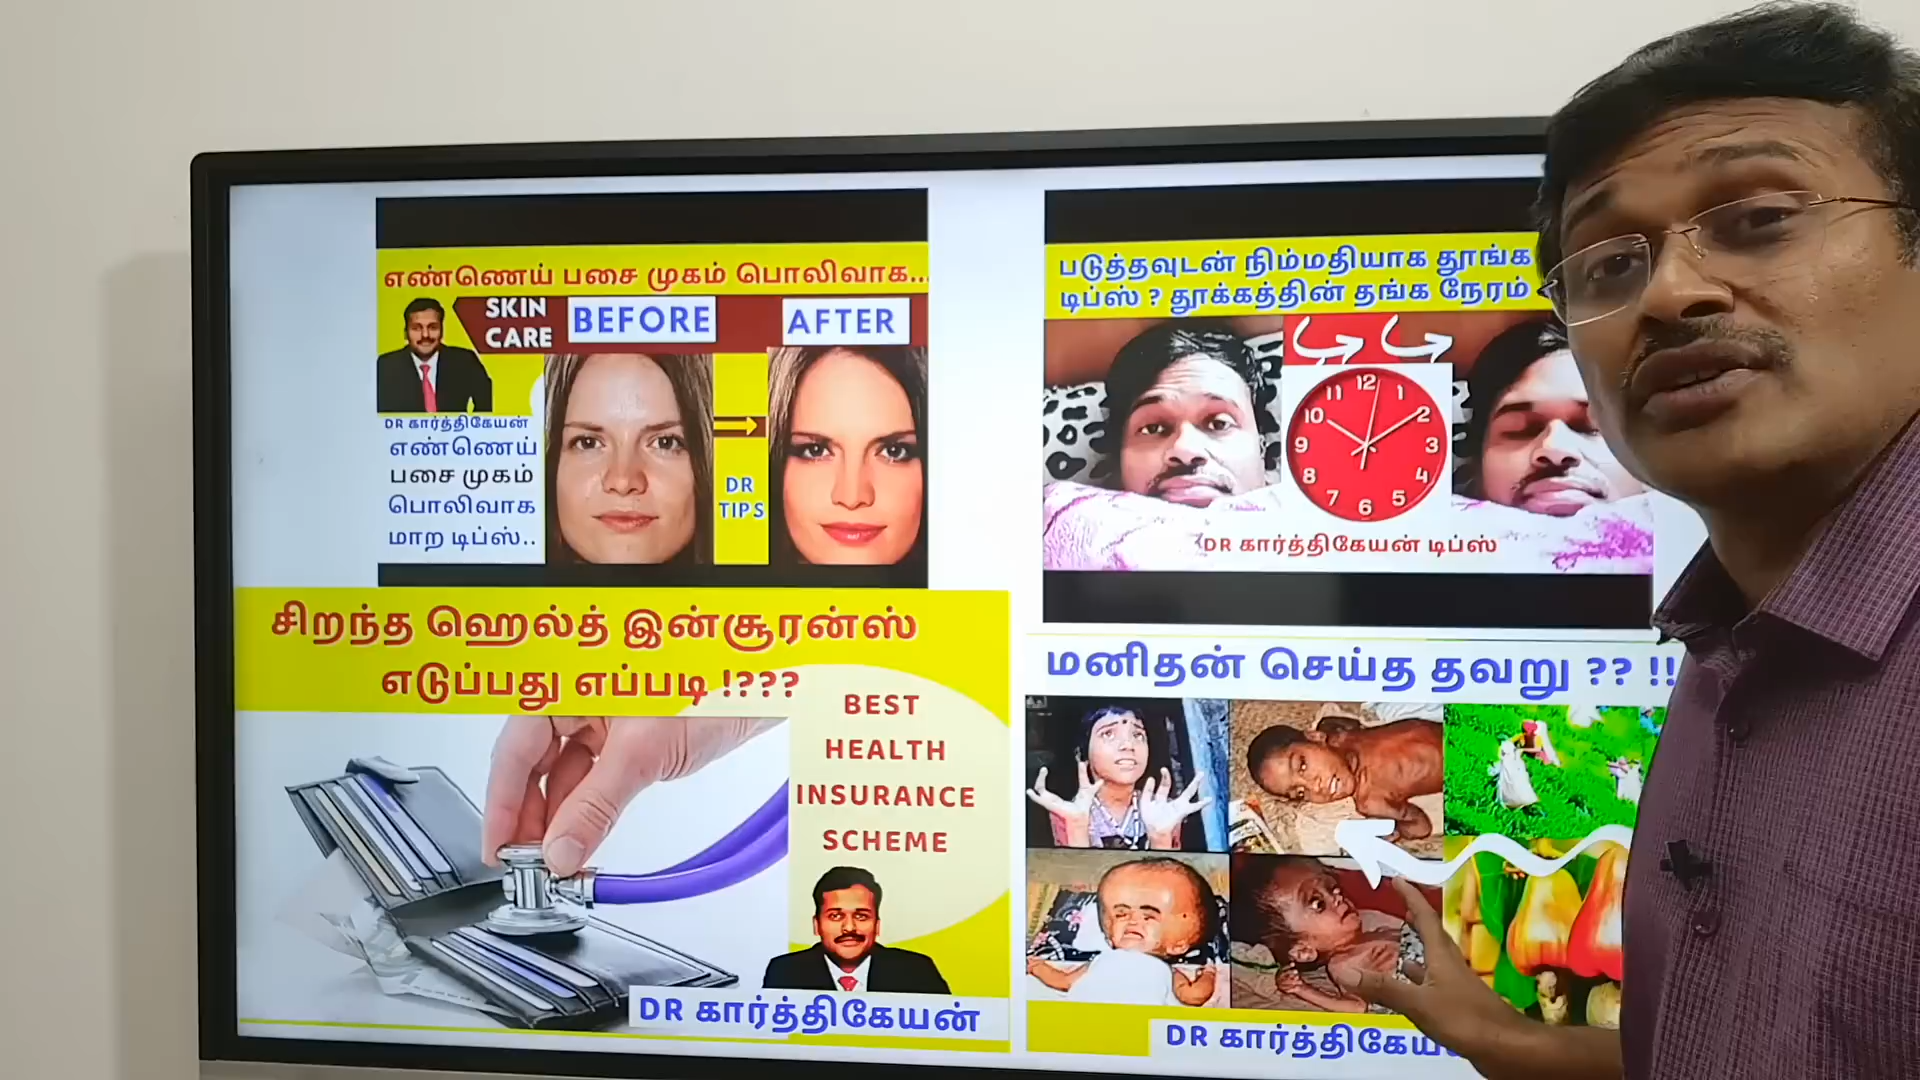 எண்ணெய் பசை முகம் பொலிவாக...
SKIN
CARE
BEFORE
AFTER
DR கார்த்திகேயன்
எண்ணெய்
பசை முகம்
பொலிவாக
மாற டிப்ஸ்..
DR
TIPS
படுத்தவுடன் நிம்மதியாக தூங்க
டிப்ஸ் ? தூக்கத்தின் தங்க நேரம்
12
1
2
3
4
5
6
7
8
9
10
11
DR கார்த்திகேயன் டிப்ஸ்
சிறந்த ஹெல்த் இன்சூரன்ஸ்
எடுப்பது எப்படி !???
BEST
HEALTH
INSURANCE
SCHEME
DR கார்த்திகேயன்
மனிதன் செய்த தவறு ?? !!
DR